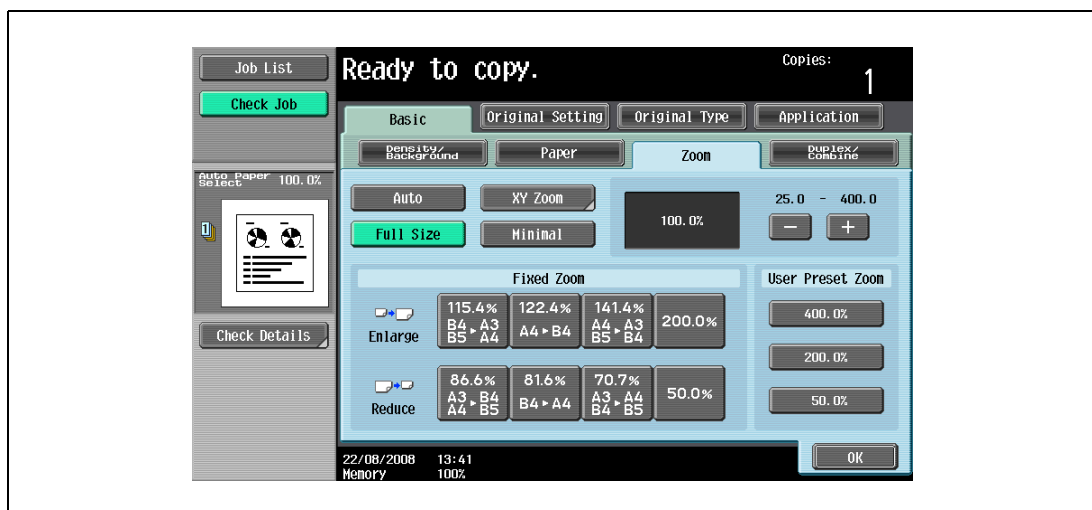 Job List
Check Job
Ready to copy.
Copies:
1
Basic
Original Setting
Original Type
Application
Density/
Background
Paper
Zoom
Duplex/
Combine
Auto Paper
Select
100.0%
1
Check Details
Auto
XY Zoom
Full Size
Minimal
100.0%
25.0 - 400.0
−
+
Fixed Zoom
Enlarge
115.4%
B4 ▸ A3
B5 ▸ A4
122.4%
A4 ▸ B4
141.4%
A4 ▸ A3
B5 ▸ B4
200.0%
Reduce
86.6%
A3 ▸ B4
A4 ▸ B5
81.6%
B4 ▸ A4
70.7%
A3 ▸ A4
B4 ▸ B5
50.0%
User Preset Zoom
400.0%
200.0%
50.0%
22/08/2008 13:41
Memory 100%
OK